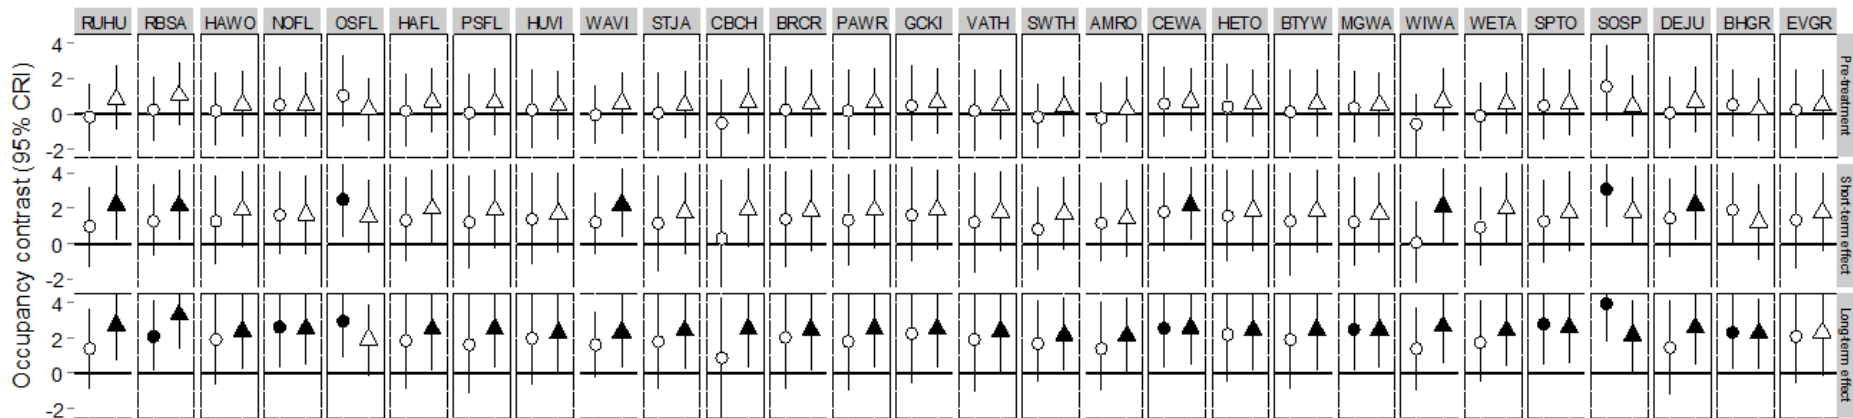 RUHU RBSA HAWO NOFL OSFL HAFL PSFL HUVI WAVI STJA CBCH BRCR PAWR GCKI VATH SWTH AMRO CEWA HETO BTYW MGWA WIWA WETA SPTO SOSP DEJU BHGR EVGR
Occupancy contrast (95% CRI)
4
2
0
-2
Pre-treatment
4
2
0
-2
Short-term effect
4
2
0
-2
Long-term effect